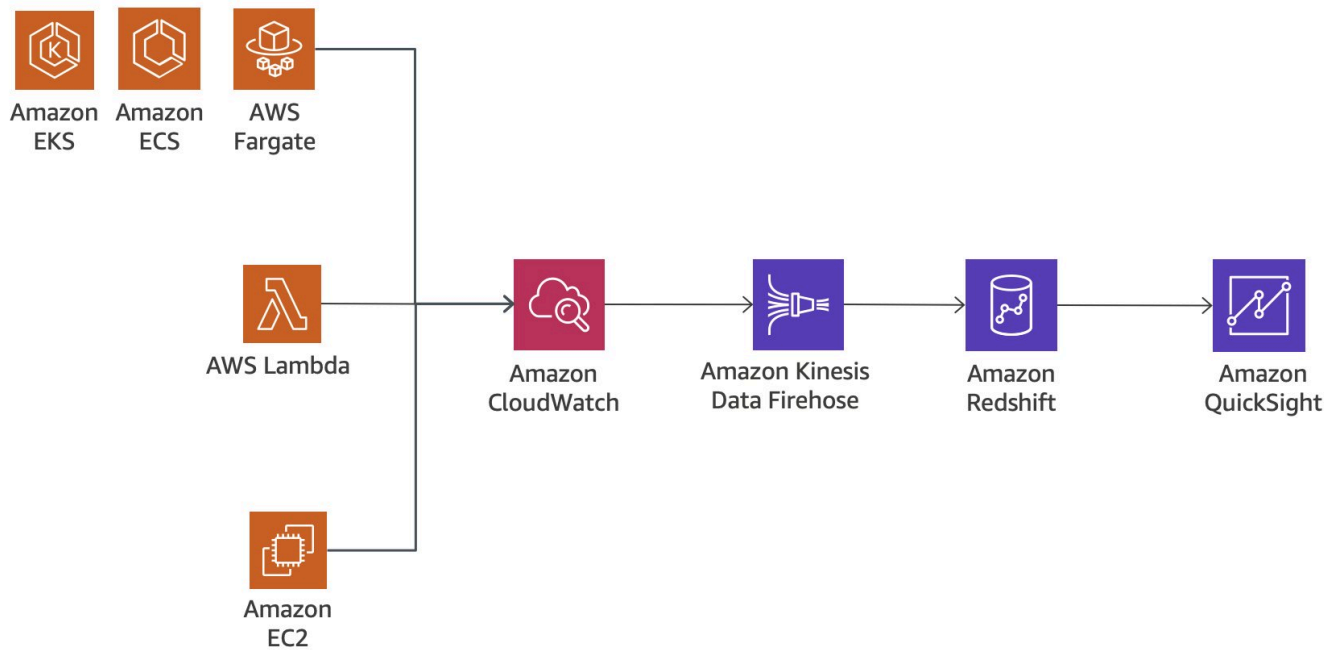 K
Amazon
EKS
Amazon
ECS
AWS
Fargate
AWS Lambda
Amazon
CloudWatch
Amazon Kinesis
Data Firehose
Amazon
Redshift
Amazon
QuickSight
Amazon
EC2